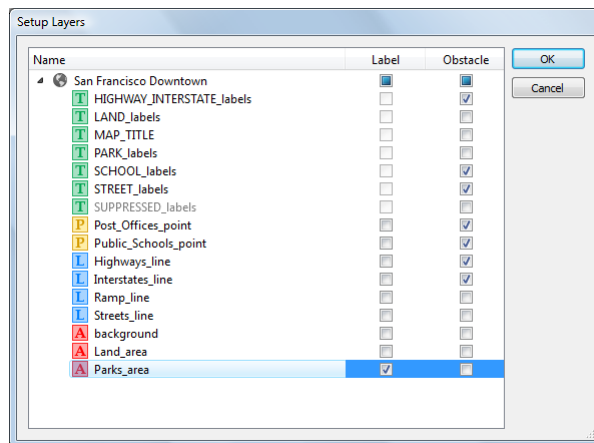 Setup Layers
Name Label Obstacle OK
San Francisco Downtown Cancel
T HIGHWAY_INTERSTATE_labels
T LAND_labels
T MAP_TITLE
T PARK_labels
T SCHOOL_labels
T STREET_labels
T SUPPRESSED_labels
P Post_Offices_point
P Public_Schools_point
L Highways_line
L Interstates_line
L Ramp_line
L Streets_line
A background
A Land_area
A Parks_area